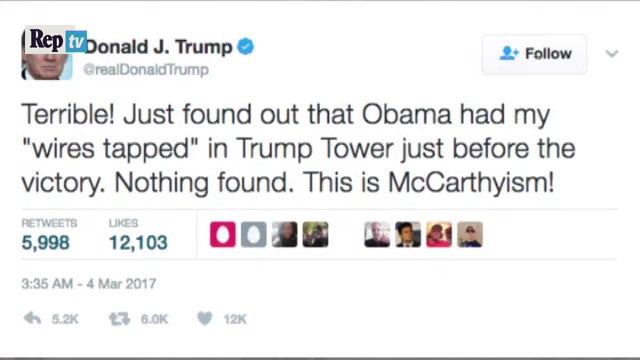 Rep tv
Donald J. Trump
@realDonaldTrump
Follow
Terrible! Just found out that Obama had my
"wires tapped" in Trump Tower just before the
victory. Nothing found. This is McCarthyism!
RETWEETS LIKES
5,998 12,103
3:35 AM - 4 Mar 2017
5.2K 6.0K 12K